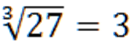 ∛27 = 3